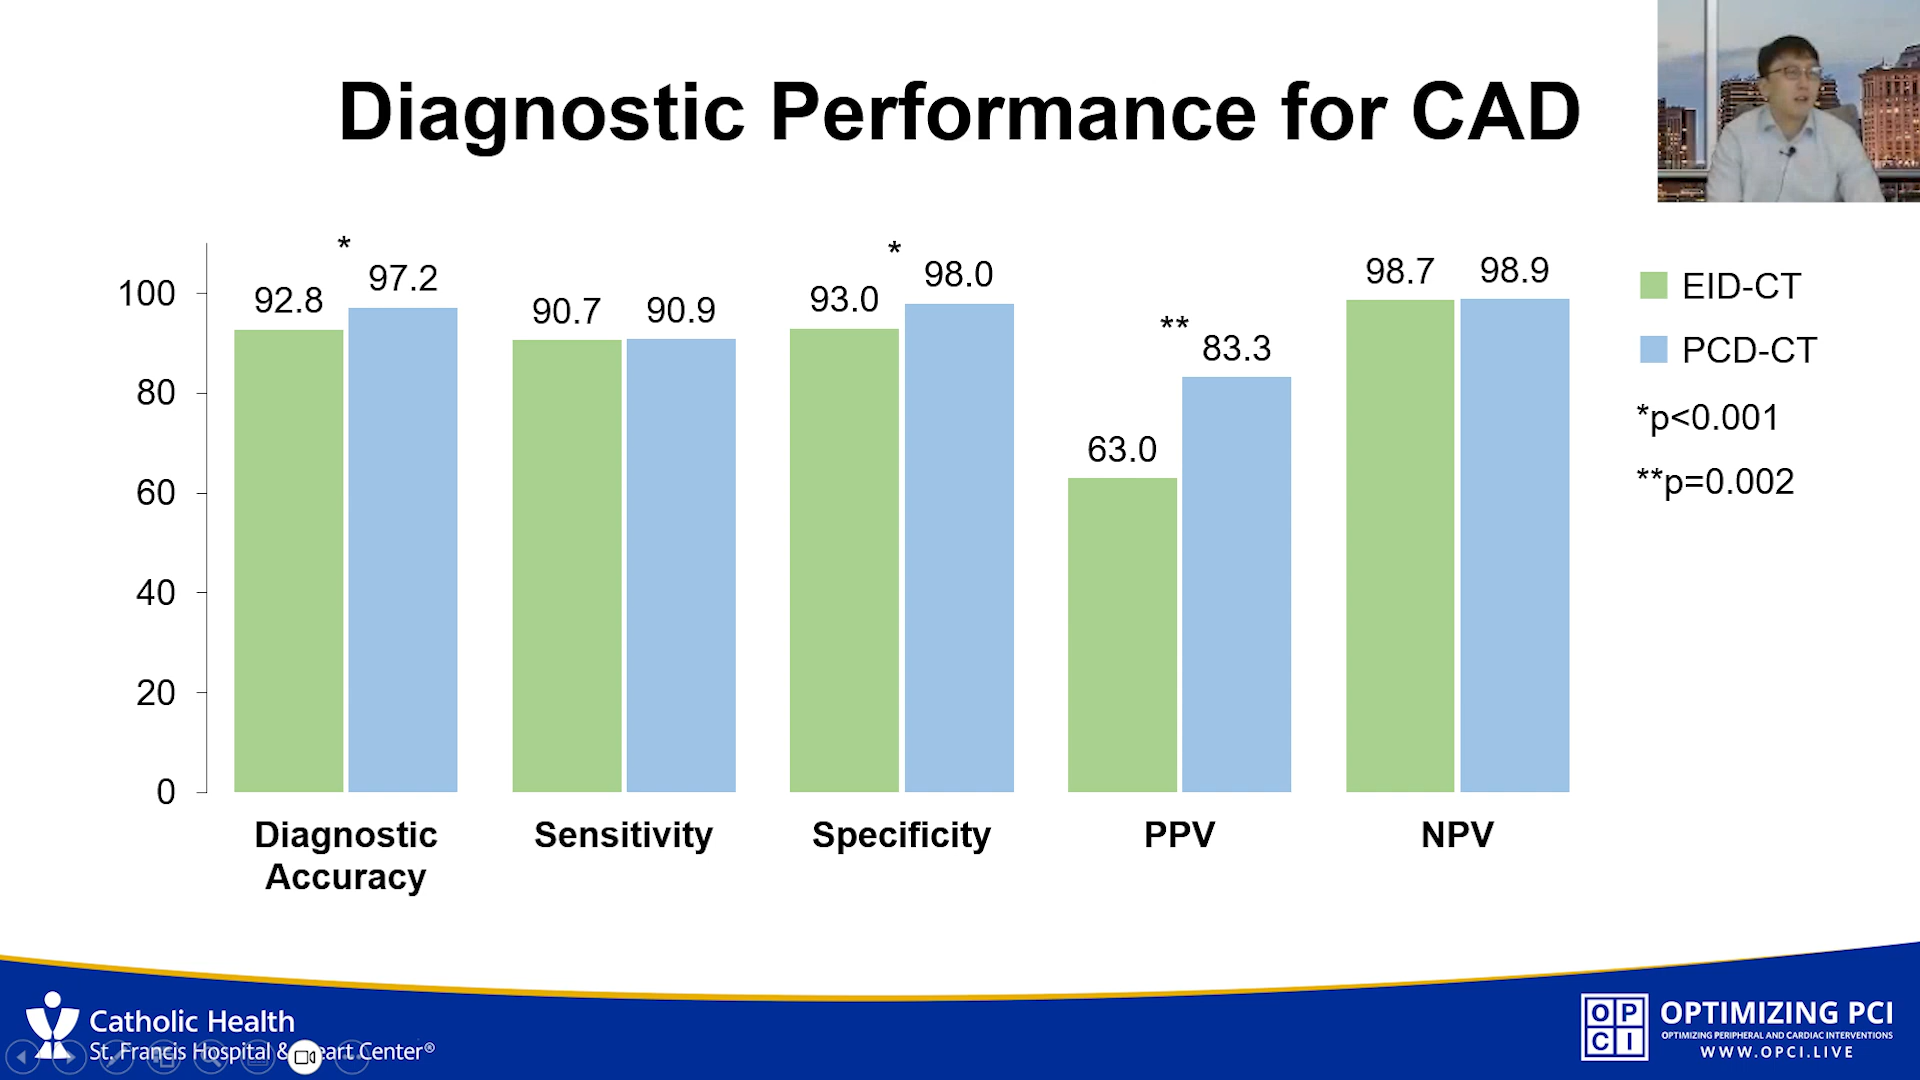 Diagnostic Performance for CAD
*
92.8
97.2
90.7
90.9
*
93.0
98.0
**
63.0
83.3
98.7
98.9
100
80
60
40
20
0
Diagnostic
Accuracy
Sensitivity
Specificity
PPV
NPV
EID-CT
PCD-CT
*p<0.001
**p=0.002
Catholic Health
St. Francis Hospital & Heart Center®
OPCI
OPTIMIZING PCI
OPTIMIZING PERIPHERAL AND CARDIAC INTERVENTIONS
WWW.OPCI.LIVE